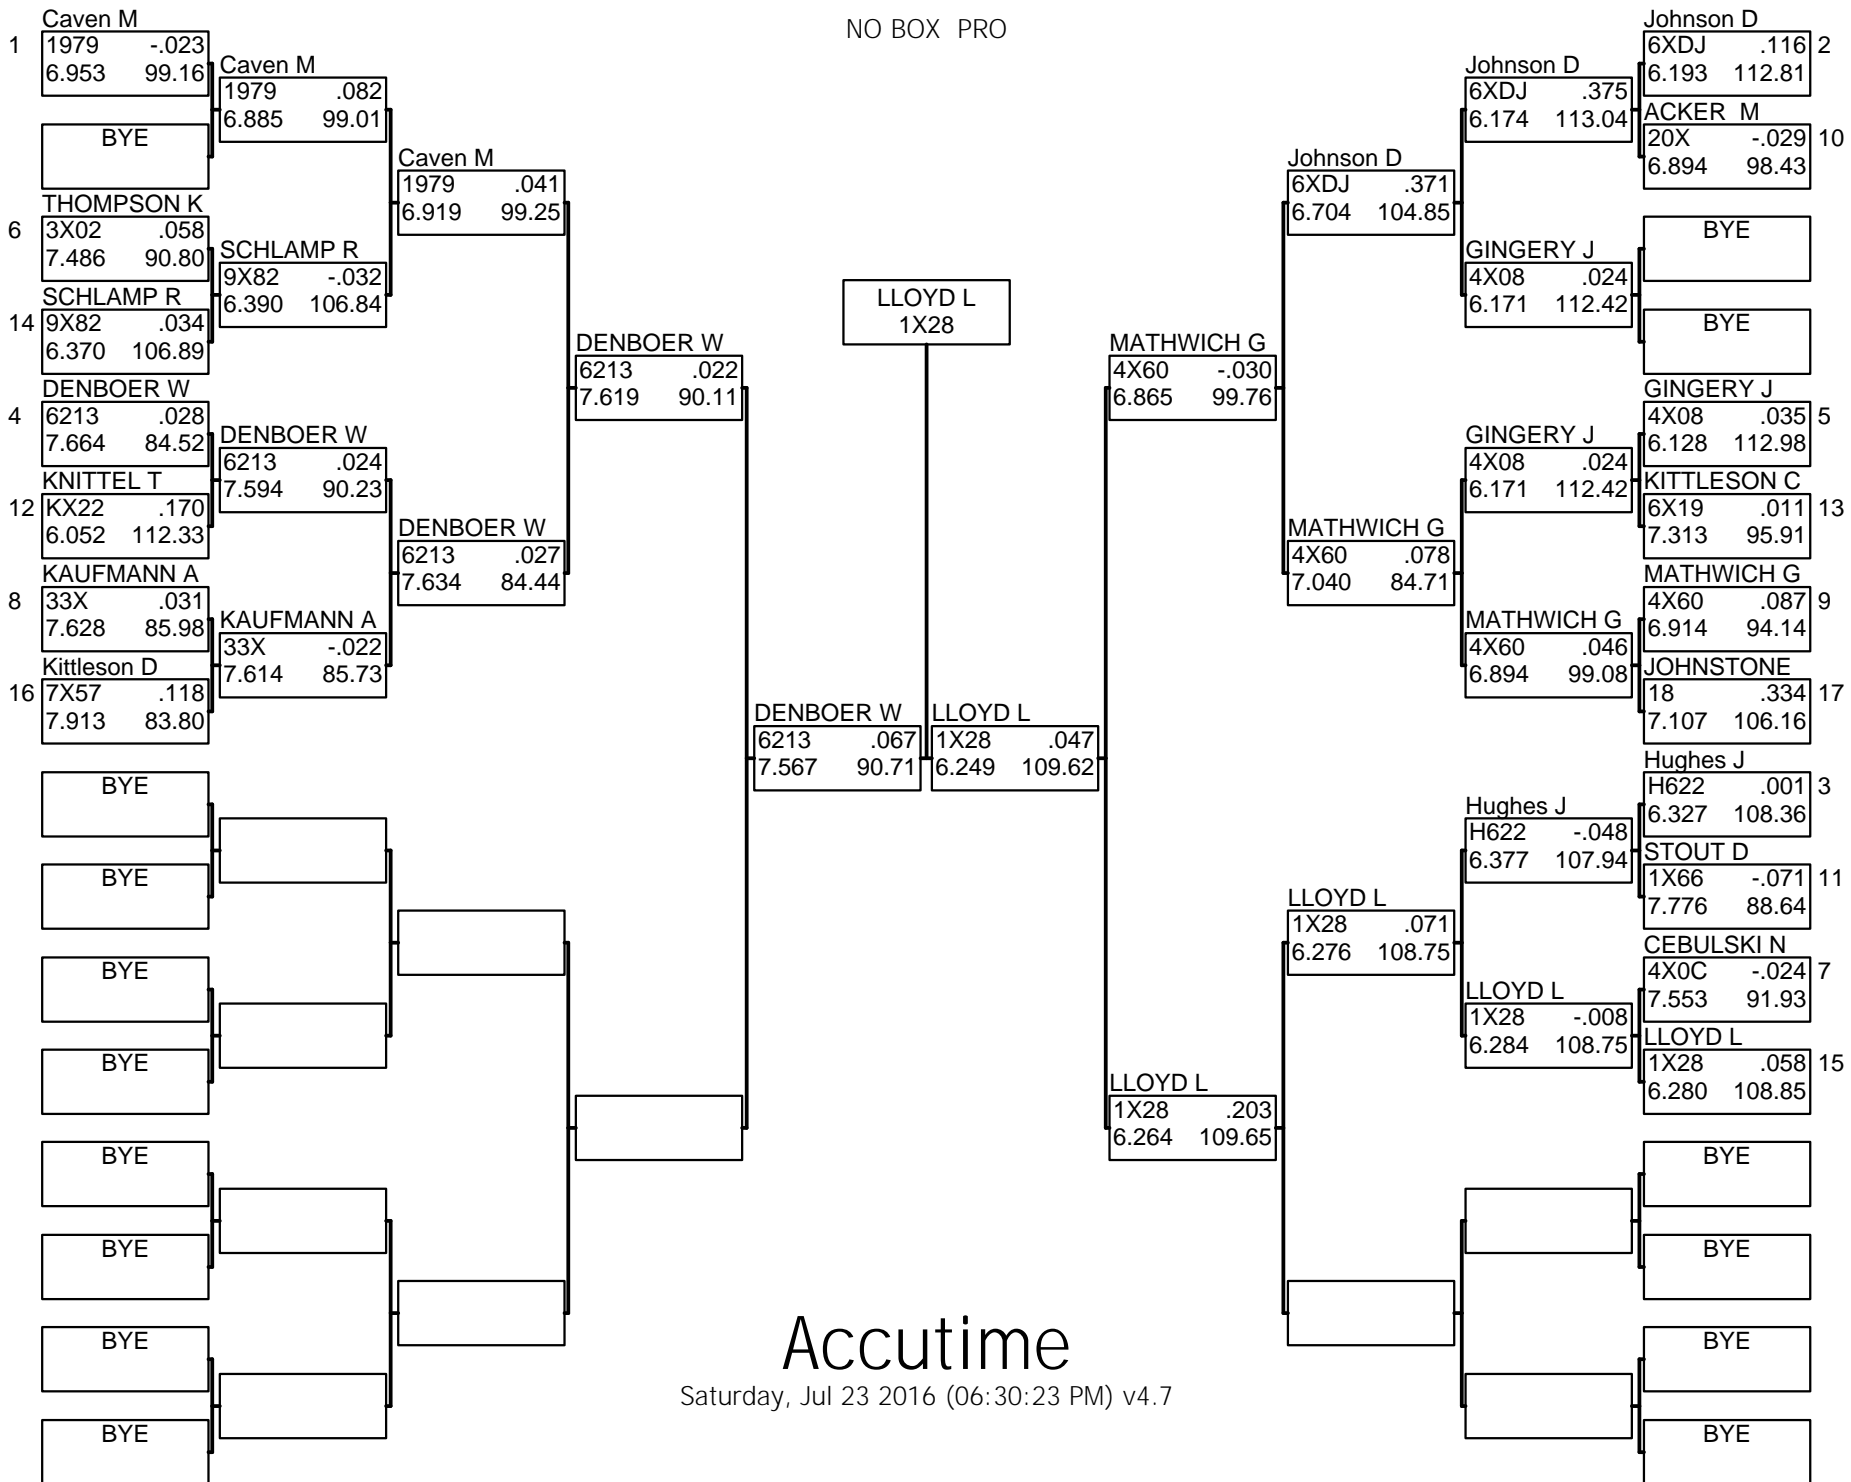 NO BOX  PRO
Caven M
1 1979 -.023
6.953 99.16
BYE
THOMPSON K
6 3X02 .058
7.486 90.80
SCHLAMP R
14 9X82 .034
6.370 106.89
DENBOER W
4 6213 .028
7.664 84.52
KNITTEL T
12 KX22 .170
6.052 112.33
KAUFMANN A
8 33X .031
7.628 85.98
Kittleson D
16 7X57 .118
7.913 83.80
BYE
BYE
BYE
BYE
BYE
BYE
BYE
BYE
Caven M
1979 .082
6.885 99.01
SCHLAMP R
9X82 -.032
6.390 106.84
DENBOER W
6213 .024
7.594 90.23
KAUFMANN A
33X -.022
7.614 85.73
Caven M
1979 .041
6.919 99.25
DENBOER W
6213 .027
7.634 84.44
DENBOER W
6213 .022
7.619 90.11
DENBOER W
6213 .067
7.567 90.71
LLOYD L
1X28
LLOYD L
1X28 .047
6.249 109.62
MATHWICH G
4X60 -.030
6.865 99.76
LLOYD L
1X28 .203
6.264 109.65
Johnson D
6XDJ .371
6.704 104.85
MATHWICH G
4X60 .078
7.040 84.71
LLOYD L
1X28 .071
6.276 108.75
Johnson D
6XDJ .375
6.174 113.04
GINGERY J
4X08 .024
6.171 112.42
GINGERY J
4X08 .024
6.171 112.42
MATHWICH G
4X60 .046
6.894 99.08
Hughes J
H622 -.048
6.377 107.94
LLOYD L
1X28 -.008
6.284 108.75
Johnson D
6XDJ .116 2
6.193 112.81
ACKER  M
20X -.029 10
6.894 98.43
BYE
BYE
GINGERY J
4X08 .035 5
6.128 112.98
KITTLESON C
6X19 .011 13
7.313 95.91
MATHWICH G
4X60 .087 9
6.914 94.14
JOHNSTONE
18 .334 17
7.107 106.16
Hughes J
H622 .001 3
6.327 108.36
STOUT D
1X66 -.071 11
7.776 88.64
CEBULSKI N
4X0C -.024 7
7.553 91.93
LLOYD L
1X28 .058 15
6.280 108.85
BYE
BYE
BYE
BYE
Accutime
Saturday, Jul 23 2016 (06:30:23 PM) v4.7